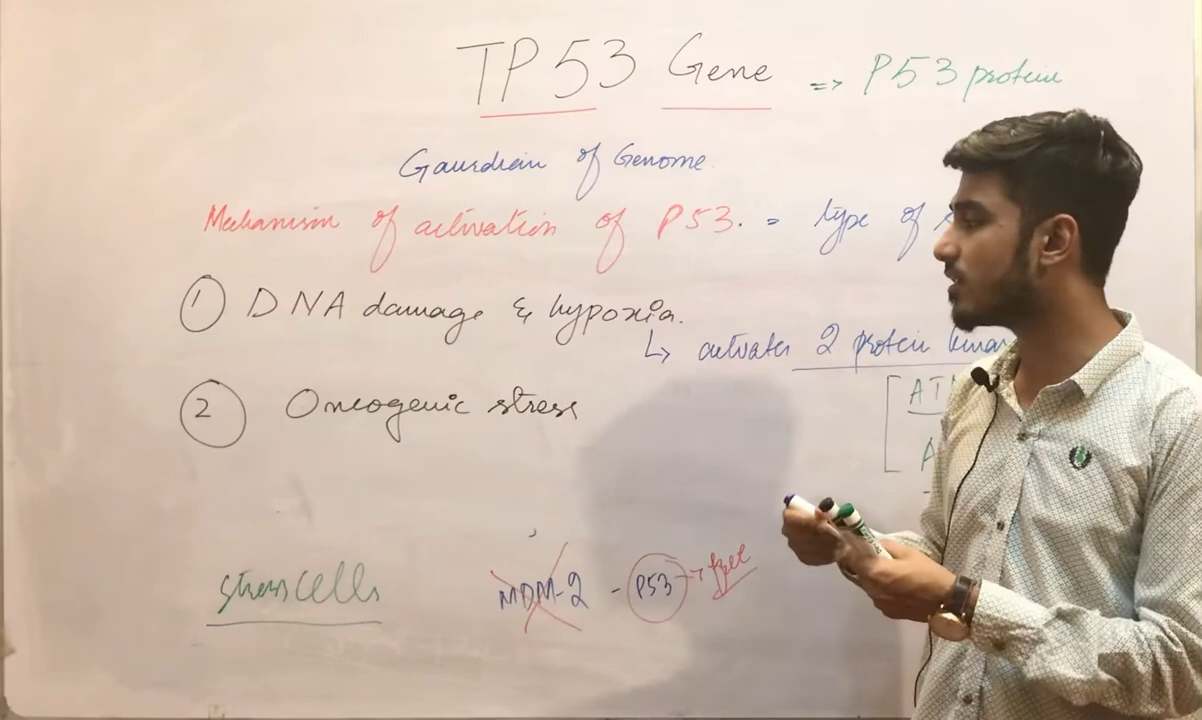 TP53 Gene => P53 protein
Gaurdian of Genome.
Mechanism of activation of P53. = type of
① DNA damage & hypoxia.
↳ activates 2 protein
[ AT
A
② Oncogenic stress
stress cells
MDM-2 - P53 → free